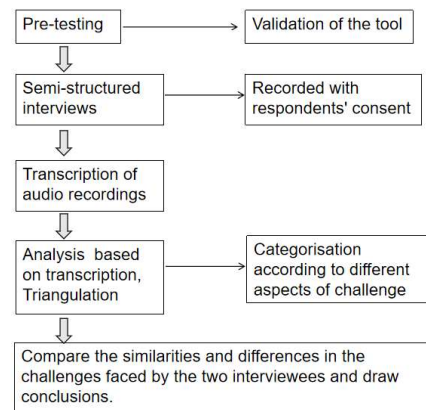 Pre-testing
Validation of the tool
Semi-structured
interviews
Recorded with
respondents' consent
Transcription of
audio recordings
Analysis based
on transcription,
Triangulation
Categorisation
according to different
aspects of challenge
Compare the similarities and differences in the
challenges faced by the two interviewees and draw
conclusions.